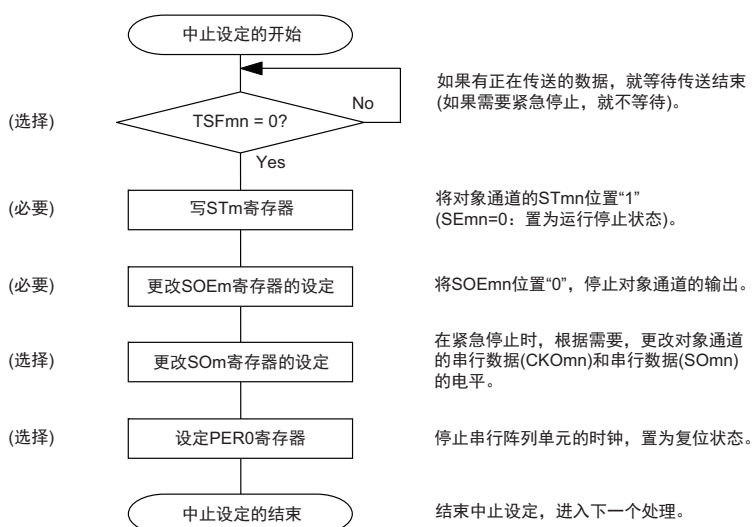 中止设定的开始
如果有正在传送的数据，就等待传送结束
(如果需要紧急停止，就不等待)。
No
(选择)
TSFmn = 0?
Yes
(必要)
写STm寄存器
将对象通道的STmn位置“1”
(SEmn=0：置为运行停止状态)。
(必要)
更改SOEm寄存器的设定
将SOEmn位置“0”，停止对象通道的输出。
(选择)
更改SOm寄存器的设定
在紧急停止时，根据需要，更改对象通道
的串行数据(CKOmn)和串行数据(SOmn)
的电平。
(选择)
设定PER0寄存器
停止串行阵列单元的时钟，置为复位状态。
中止设定的结束
结束中止设定，进入下一个处理。